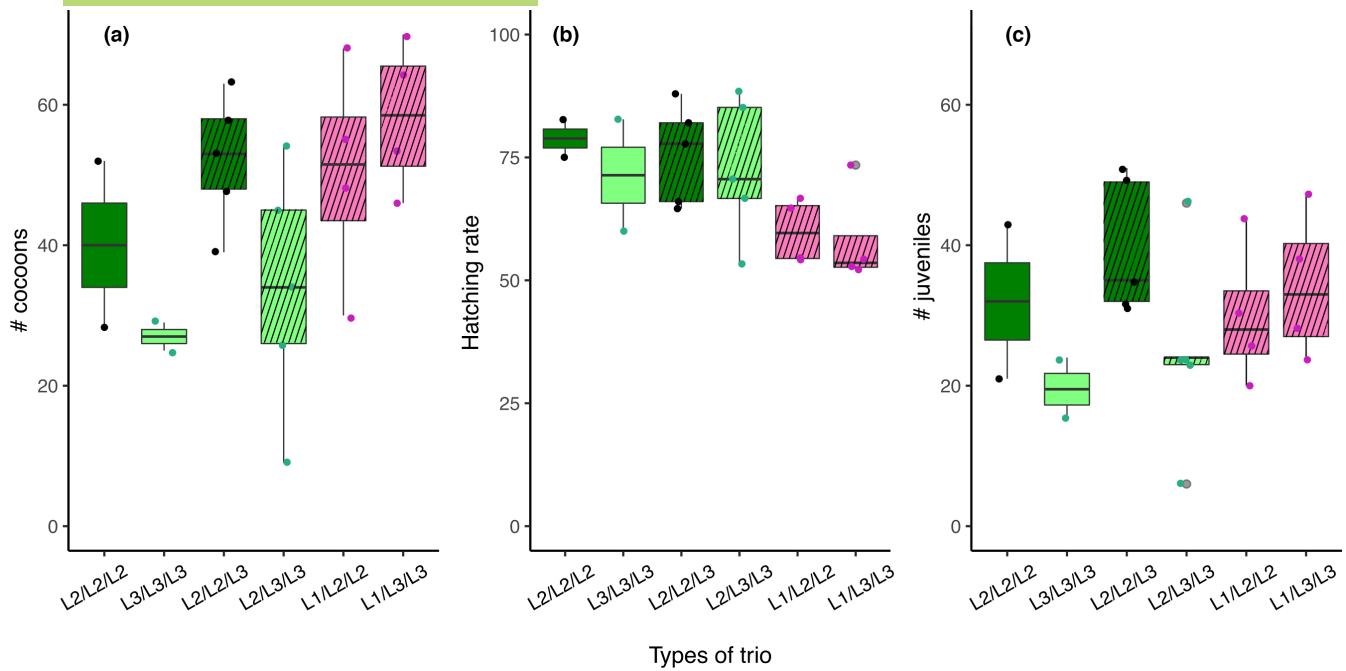 (a)
# cocoons
60
40
20
0
L2/L2/L2
L3/L3/L3
L2/L2/L3
L2/L3/L3
L1/L2/L2
L1/L3/L3
(b)
Hatching rate
100
75
50
25
0
L2/L2/L2
L3/L3/L3
L2/L2/L3
L2/L3/L3
L1/L2/L2
L1/L3/L3
(c)
# juveniles
60
40
20
0
L2/L2/L2
L3/L3/L3
L2/L2/L3
L2/L3/L3
L1/L2/L2
L1/L3/L3
Types of trio